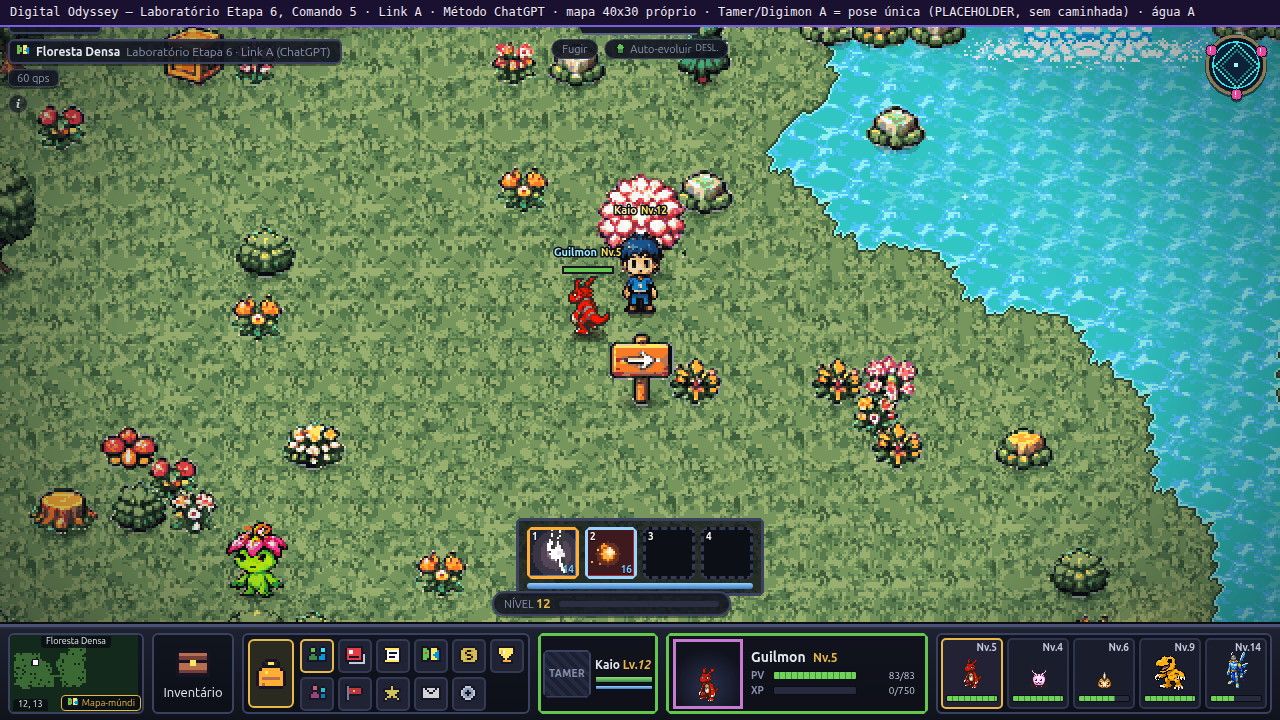 Digital Odyssey — Laboratório Etapa 6, Comando 5 · Link A · Método ChatGPT · mapa 40x30 próprio · Tamer/Digimon A = pose única (PLACEHOLDER, sem caminhada) · água A
Floresta Densa Laboratório Etapa 6 · Link A (ChatGPT)
Fugir
Auto-evoluir DESL.
60 qps
i
Kaio Nv.12
Guilmon Nv.5
1
14
2
16
3
4
NÍVEL 12
Floresta Densa
12, 13
Mapa-múndi
Inventário
TAMER
Kaio Lv.12
Guilmon Nv.5
PV 83/83
XP 0/750
Nv.5
Nv.4
Nv.6
Nv.9
Nv.14